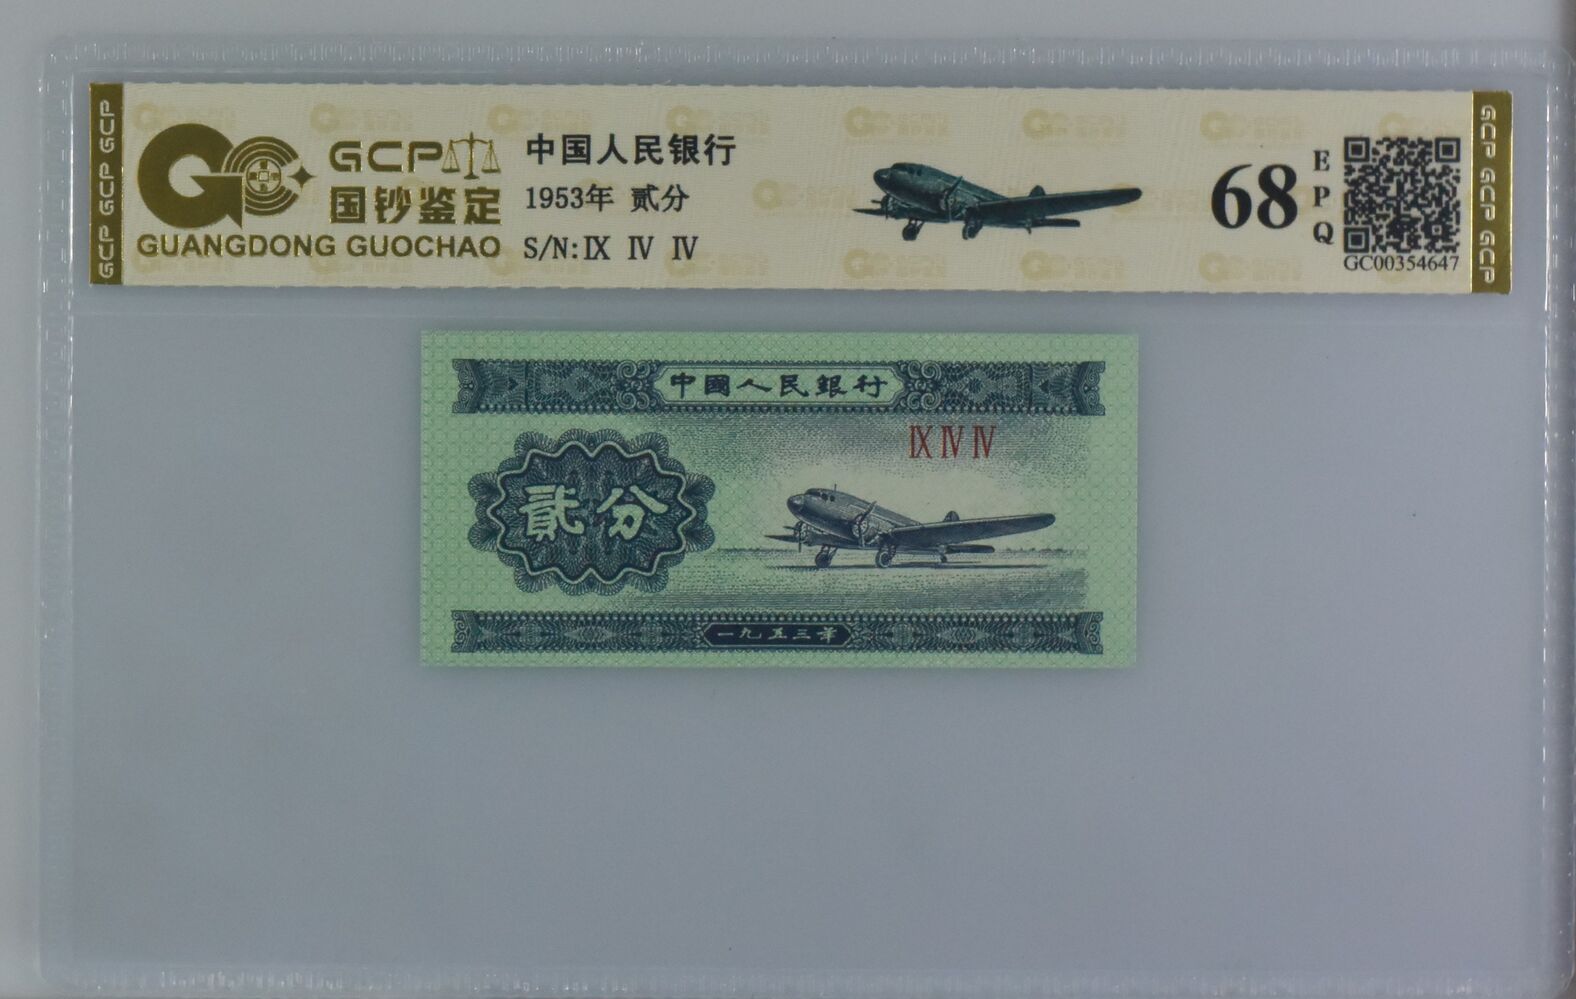 GCP GCP GCP
GCP
国钞鉴定
GUANGDONG GUOCHAO
中国人民银行
1953年 贰分
S/N:Ⅸ Ⅳ Ⅳ
68
EPQ
GC00354647
GCP GCP GCP
中國人民銀行
Ⅸ Ⅳ Ⅳ
貳分
一九五三年